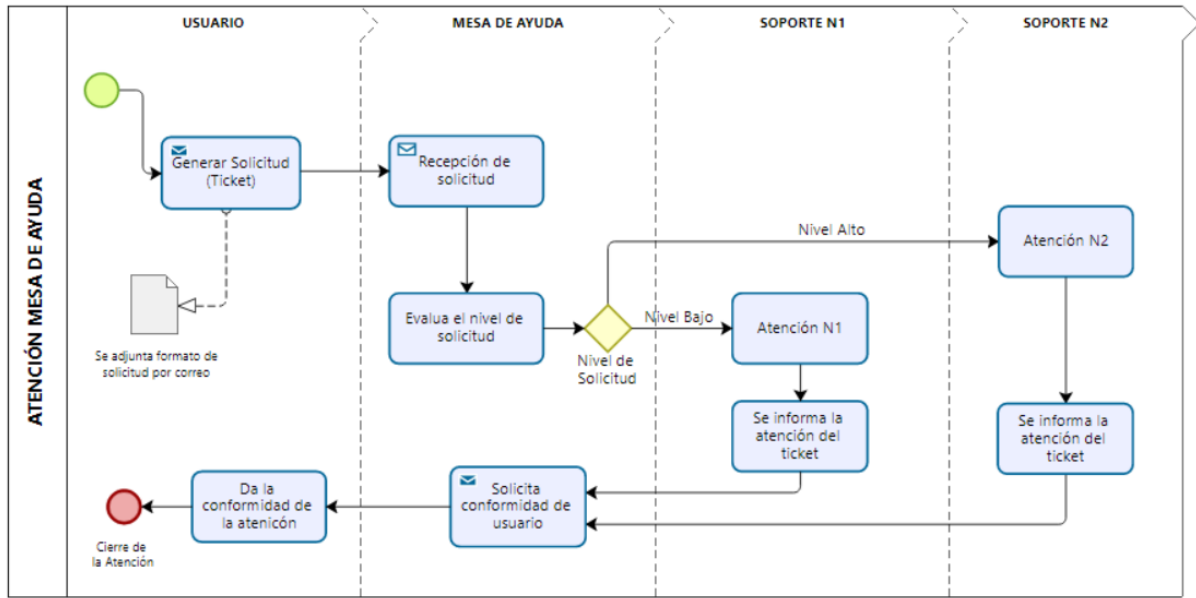 USUARIO
MESA DE AYUDA
SOPORTE N1
SOPORTE N2
ATENCIÓN MESA DE AYUDA
Generar Solicitud
(Ticket)
Recepción de
solicitud
Se adjunta formato de
solicitud por correo
Evalua el nivel de
solicitud
Nivel de
Solicitud
Nivel Alto
Nivel Bajo
Atención N2
Atención N1
Se informa la
atención del
ticket
Se informa la
atención del
ticket
Solicita
conformidad de
usuario
Da la
conformidad de
la atenicón
Cierre de
la Atención